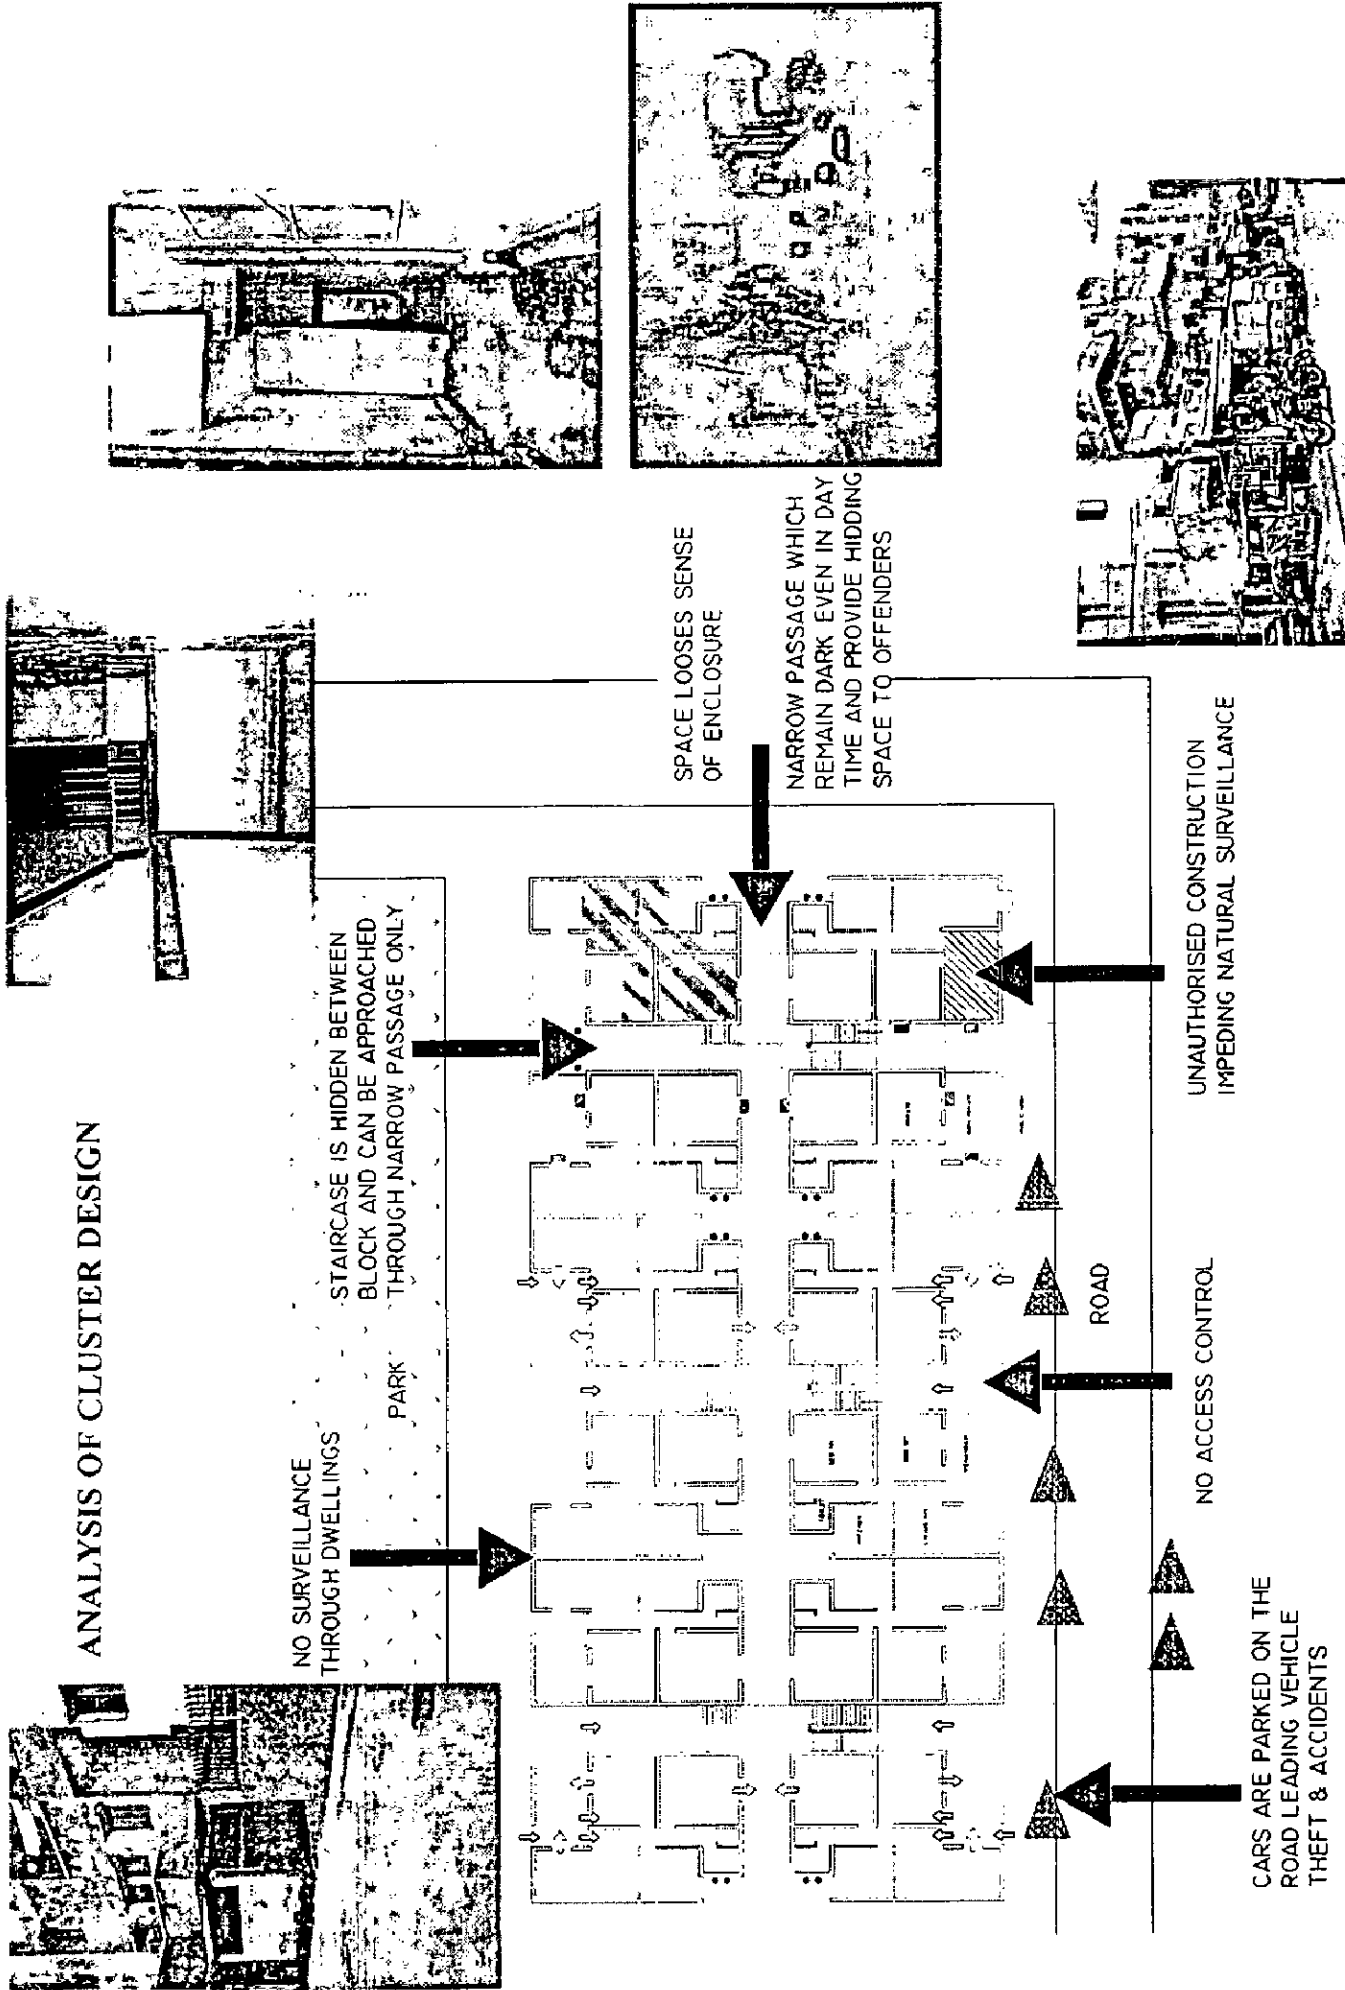 ANALYSIS OF CLUSTER DESIGN
NO SURVEILLANCE
THROUGH DWELLINGS
PARK
STAIRCASE IS HIDDEN BETWEEN
BLOCK AND CAN BE APPROACHED
THROUGH NARROW PASSAGE ONLY
SPACE LOOSES SENSE
OF ENCLOSURE
NARROW PASSAGE WHICH
REMAIN DARK EVEN IN DAY
TIME AND PROVIDE HIDDING
SPACE TO OFFENDERS
ROAD
CARS ARE PARKED ON THE
ROAD LEADING VEHICLE
THEFT & ACCIDENTS
NO ACCESS CONTROL
UNAUTHORISED CONSTRUCTION
IMPEDING NATURAL SURVEILLANCE